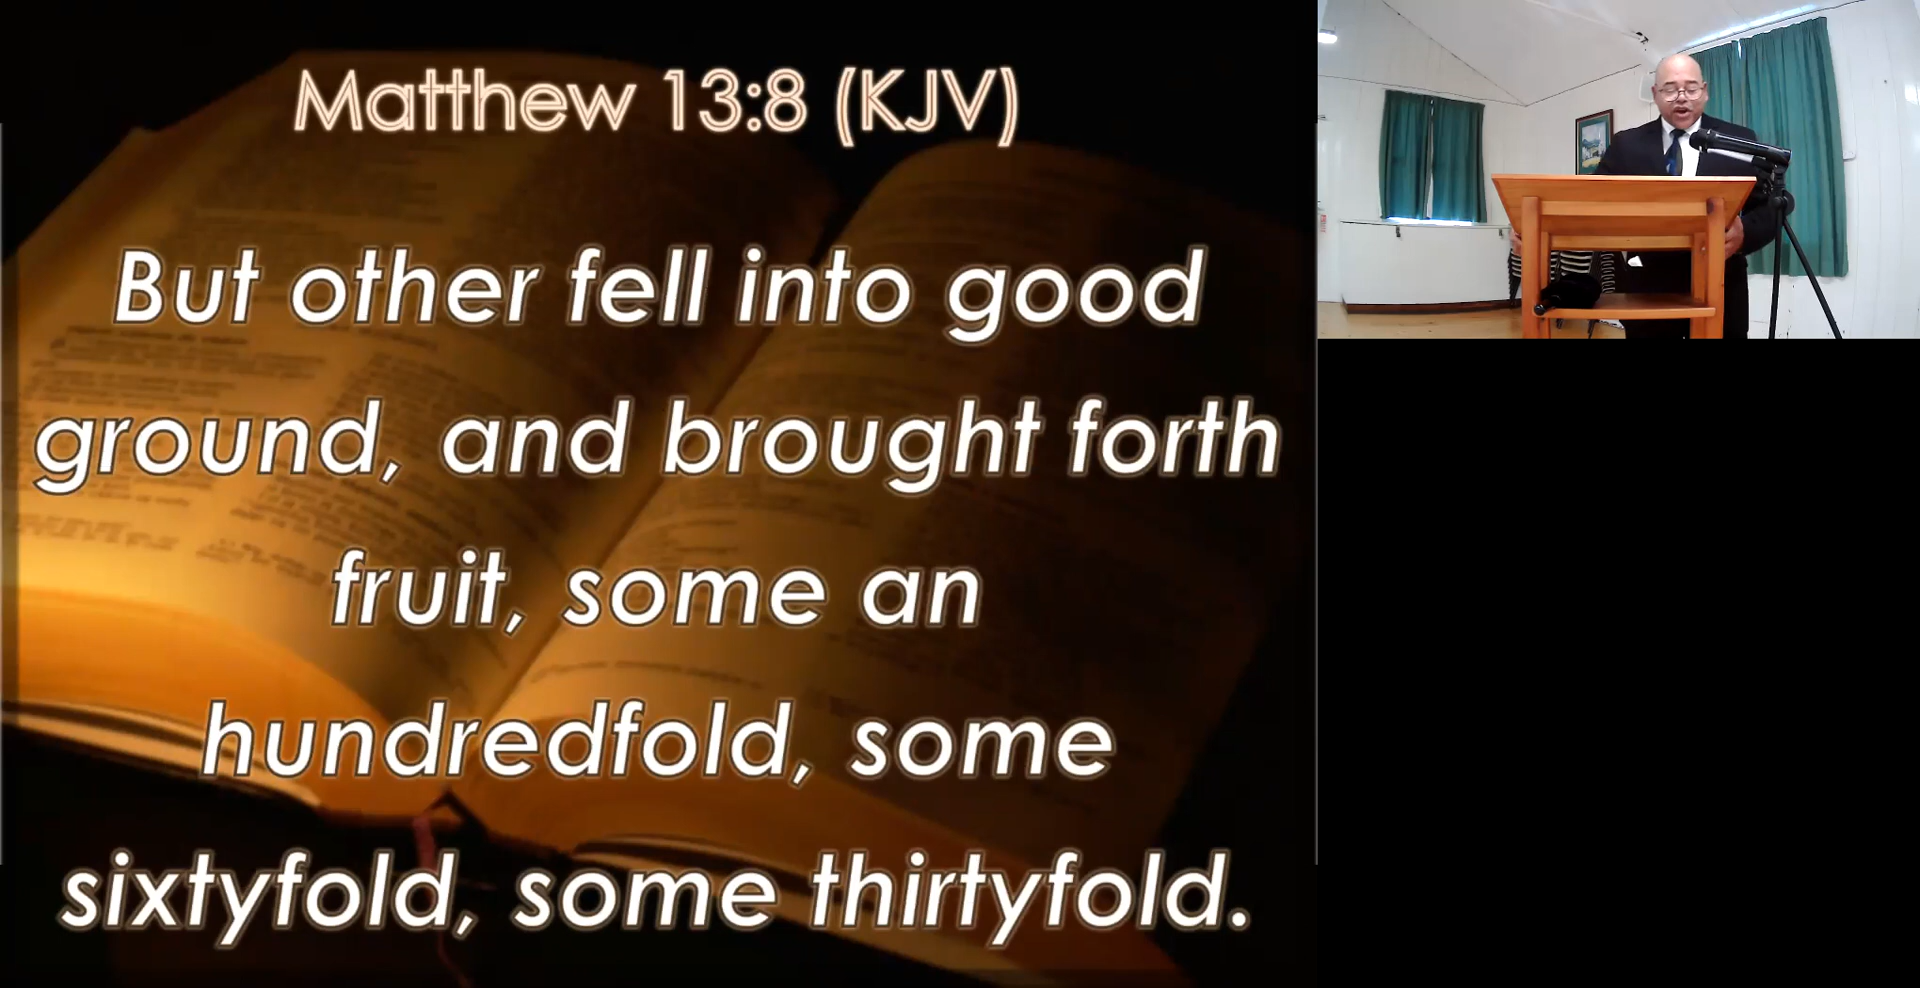 Matthew 13:8 (KJV)
But other fell into good
ground, and brought forth
fruit, some an
hundredfold, some
sixtyfold, some thirtyfold.